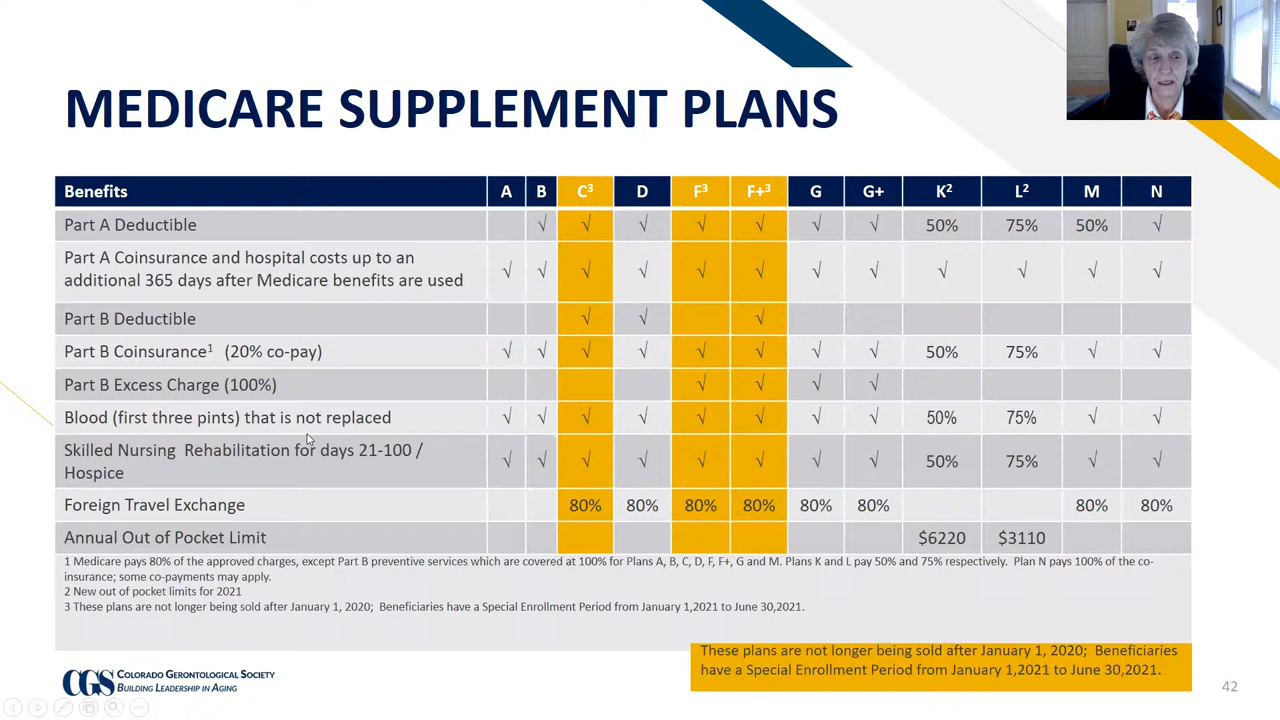 MEDICARE SUPPLEMENT PLANS
Benefits A B C³ D F³ F+³ G G+ K² L² M N
Part A Deductible √ √ √ √ √ √ √ 50% 75% 50% √
Part A Coinsurance and hospital costs up to an
additional 365 days after Medicare benefits are used √ √ √ √ √ √ √ √ √ √ √ √
Part B Deductible √ √ √
Part B Coinsurance¹ (20% co-pay) √ √ √ √ √ √ √ √ 50% 75% √ √
Part B Excess Charge (100%) √ √ √ √
Blood (first three pints) that is not replaced √ √ √ √ √ √ √ √ 50% 75% √ √
Skilled Nursing Rehabilitation for days 21-100 /
Hospice √ √ √ √ √ √ √ √ 50% 75% √ √
Foreign Travel Exchange 80% 80% 80% 80% 80% 80% 80% 80%
Annual Out of Pocket Limit $6220 $3110
1 Medicare pays 80% of the approved charges, except Part B preventive services which are covered at 100% for Plans A, B, C, D, F, F+, G and M. Plans K and L pay 50% and 75% respectively. Plan N pays 100% of the co-
insurance; some co-payments may apply.
2 New out of pocket limits for 2021
3 These plans are not longer being sold after January 1, 2020; Beneficiaries have a Special Enrollment Period from January 1,2021 to June 30,2021.
These plans are not longer being sold after January 1, 2020; Beneficiaries
have a Special Enrollment Period from January 1,2021 to June 30,2021.
CGS COLORADO GERONTOLOGICAL SOCIETY
BUILDING LEADERSHIP IN AGING
42